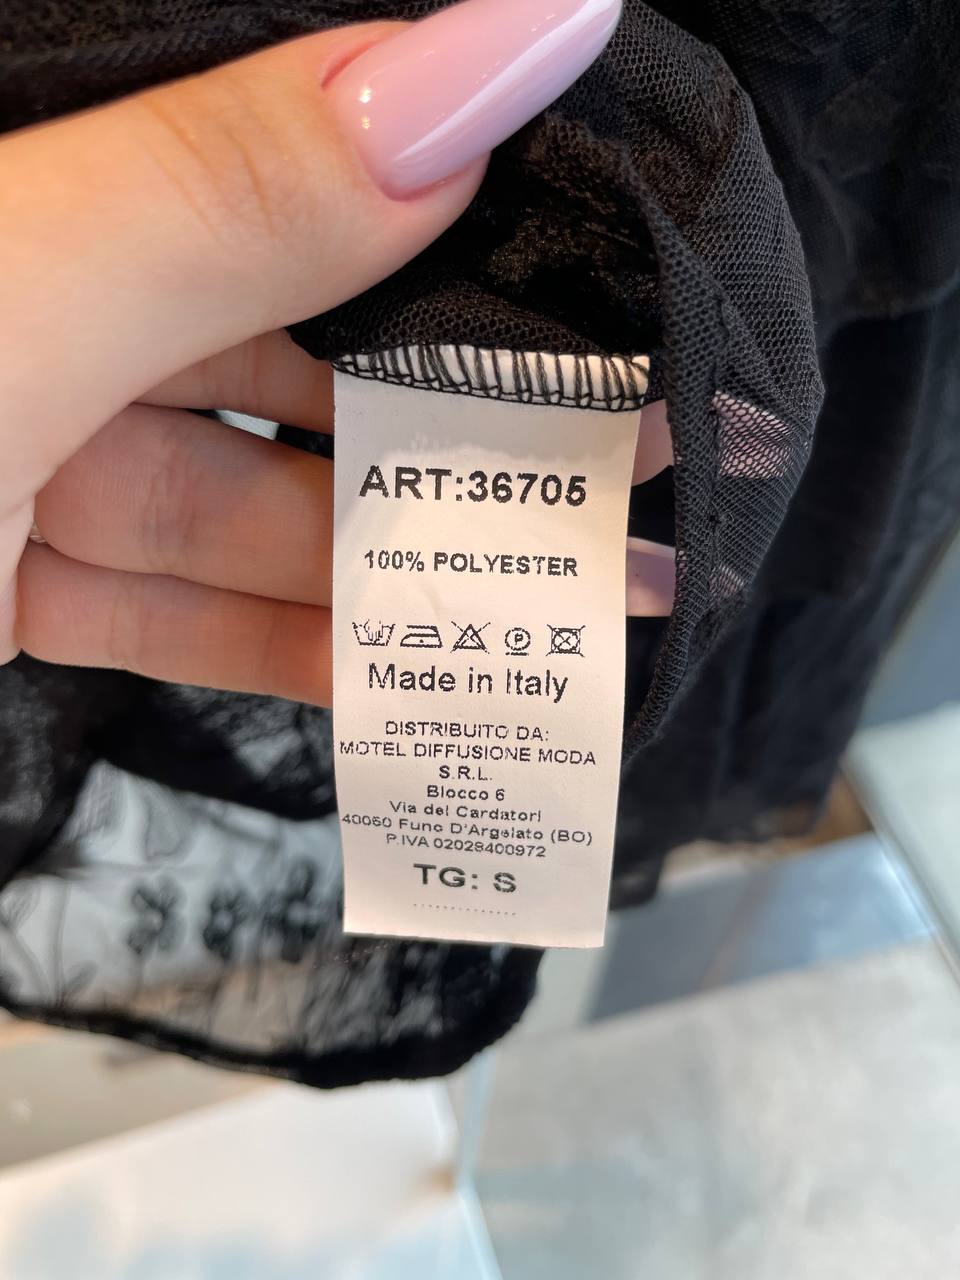 ART:36705
100% POLYESTER
P
Made in Italy
DISTRIBUITO DA:
MOTEL DIFFUSIONE MODA
S.R.L.
Blocco 6
Via dei Cardatori
40050 Funo D'Argelato (BO)
P.IVA 02028400972
TG: S